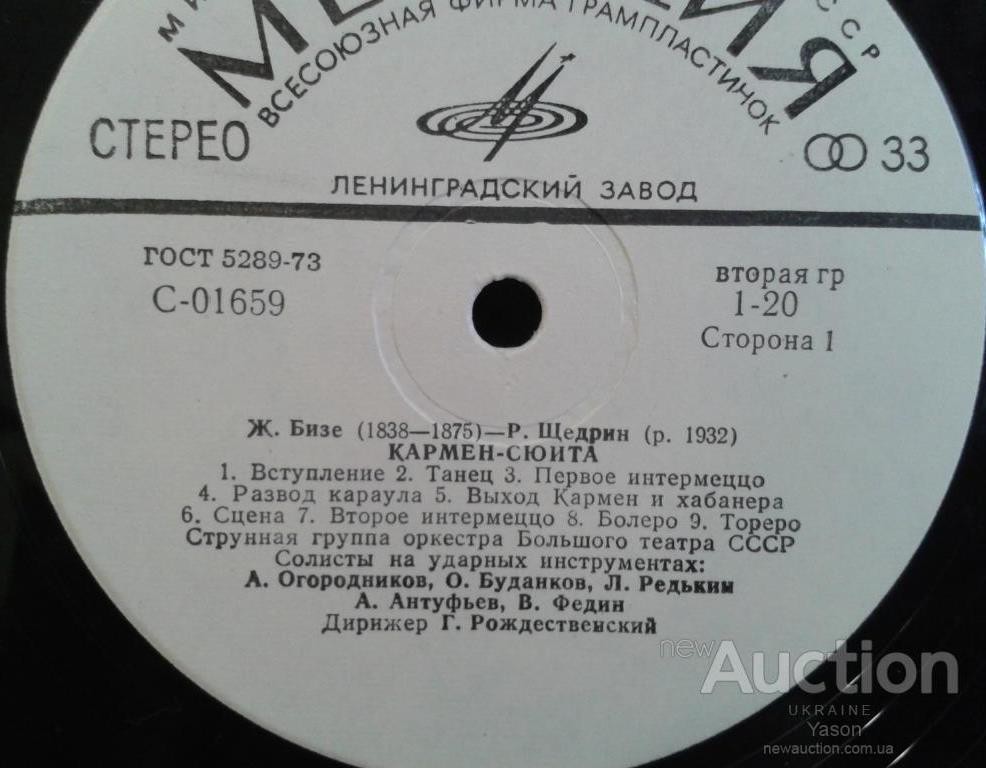 ВСЕСОЮЗНАЯ ФИРМА ГРАМПЛАСТИНОК
СТЕРЕО
33
ЛЕНИНГРАДСКИЙ ЗАВОД
ГОСТ 5289-73
С-01659
вторая гр
1-20
Сторона 1
Ж. Бизе (1838—1875)—Р. Щедрин (р. 1932)
КАРМЕН-СЮИТА
1. Вступление 2. Танец 3. Первое интермеццо
4. Развод караула 5. Выход Кармен и хабанера
6. Сцена 7. Второе интермеццо 8. Болеро 9. Тореро
Струнная группа оркестра Большого театра СССР
Солисты на ударных инструментах:
А. Огородников, О. Буданков, Л. Редьким
А. Антуфьев, В. Федин
Дирижер Г. Рождественский
newAuction
UKRAINE
Yason
newauction.com.ua